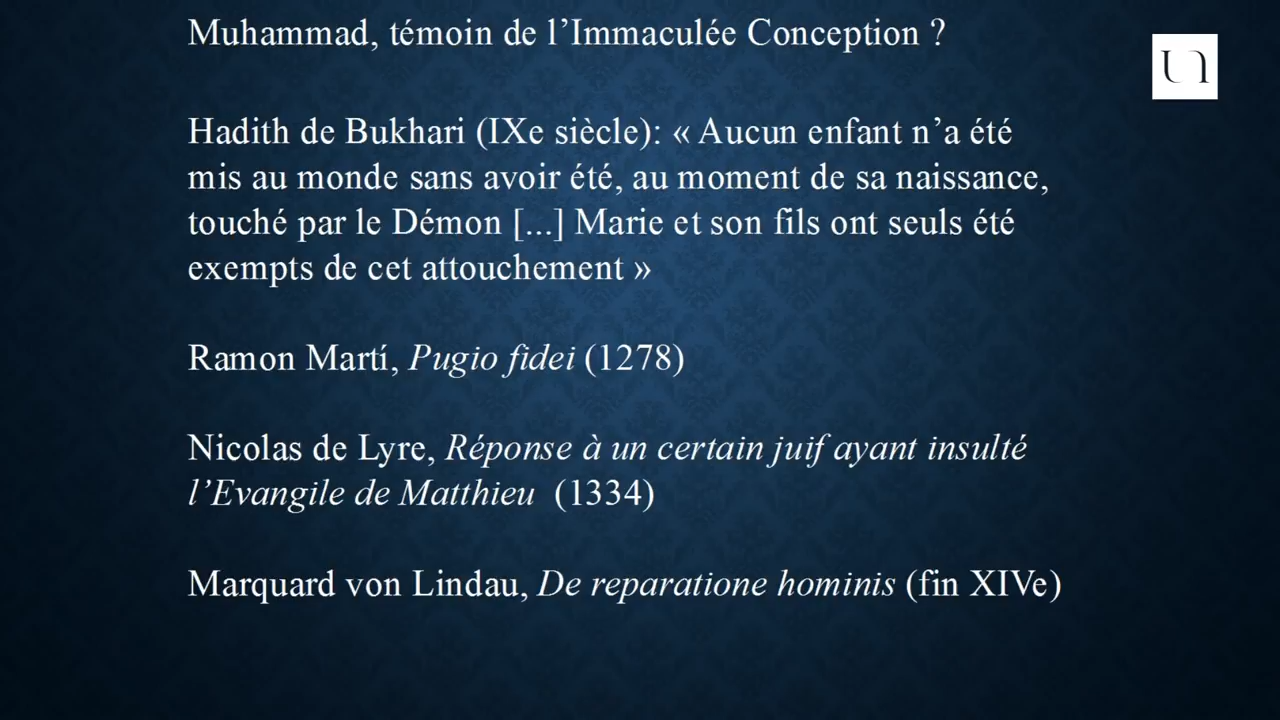 Muhammad, témoin de l’Immaculée Conception ?
Hadith de Bukhari (IXe siècle): « Aucun enfant n’a été
mis au monde sans avoir été, au moment de sa naissance,
touché par le Démon [...] Marie et son fils ont seuls été
exempts de cet attouchement »
Ramon Martí, Pugio fidei (1278)
Nicolas de Lyre, Réponse à un certain juif ayant insulté
l’Evangile de Matthieu (1334)
Marquard von Lindau, De reparatione hominis (fin XIVe)